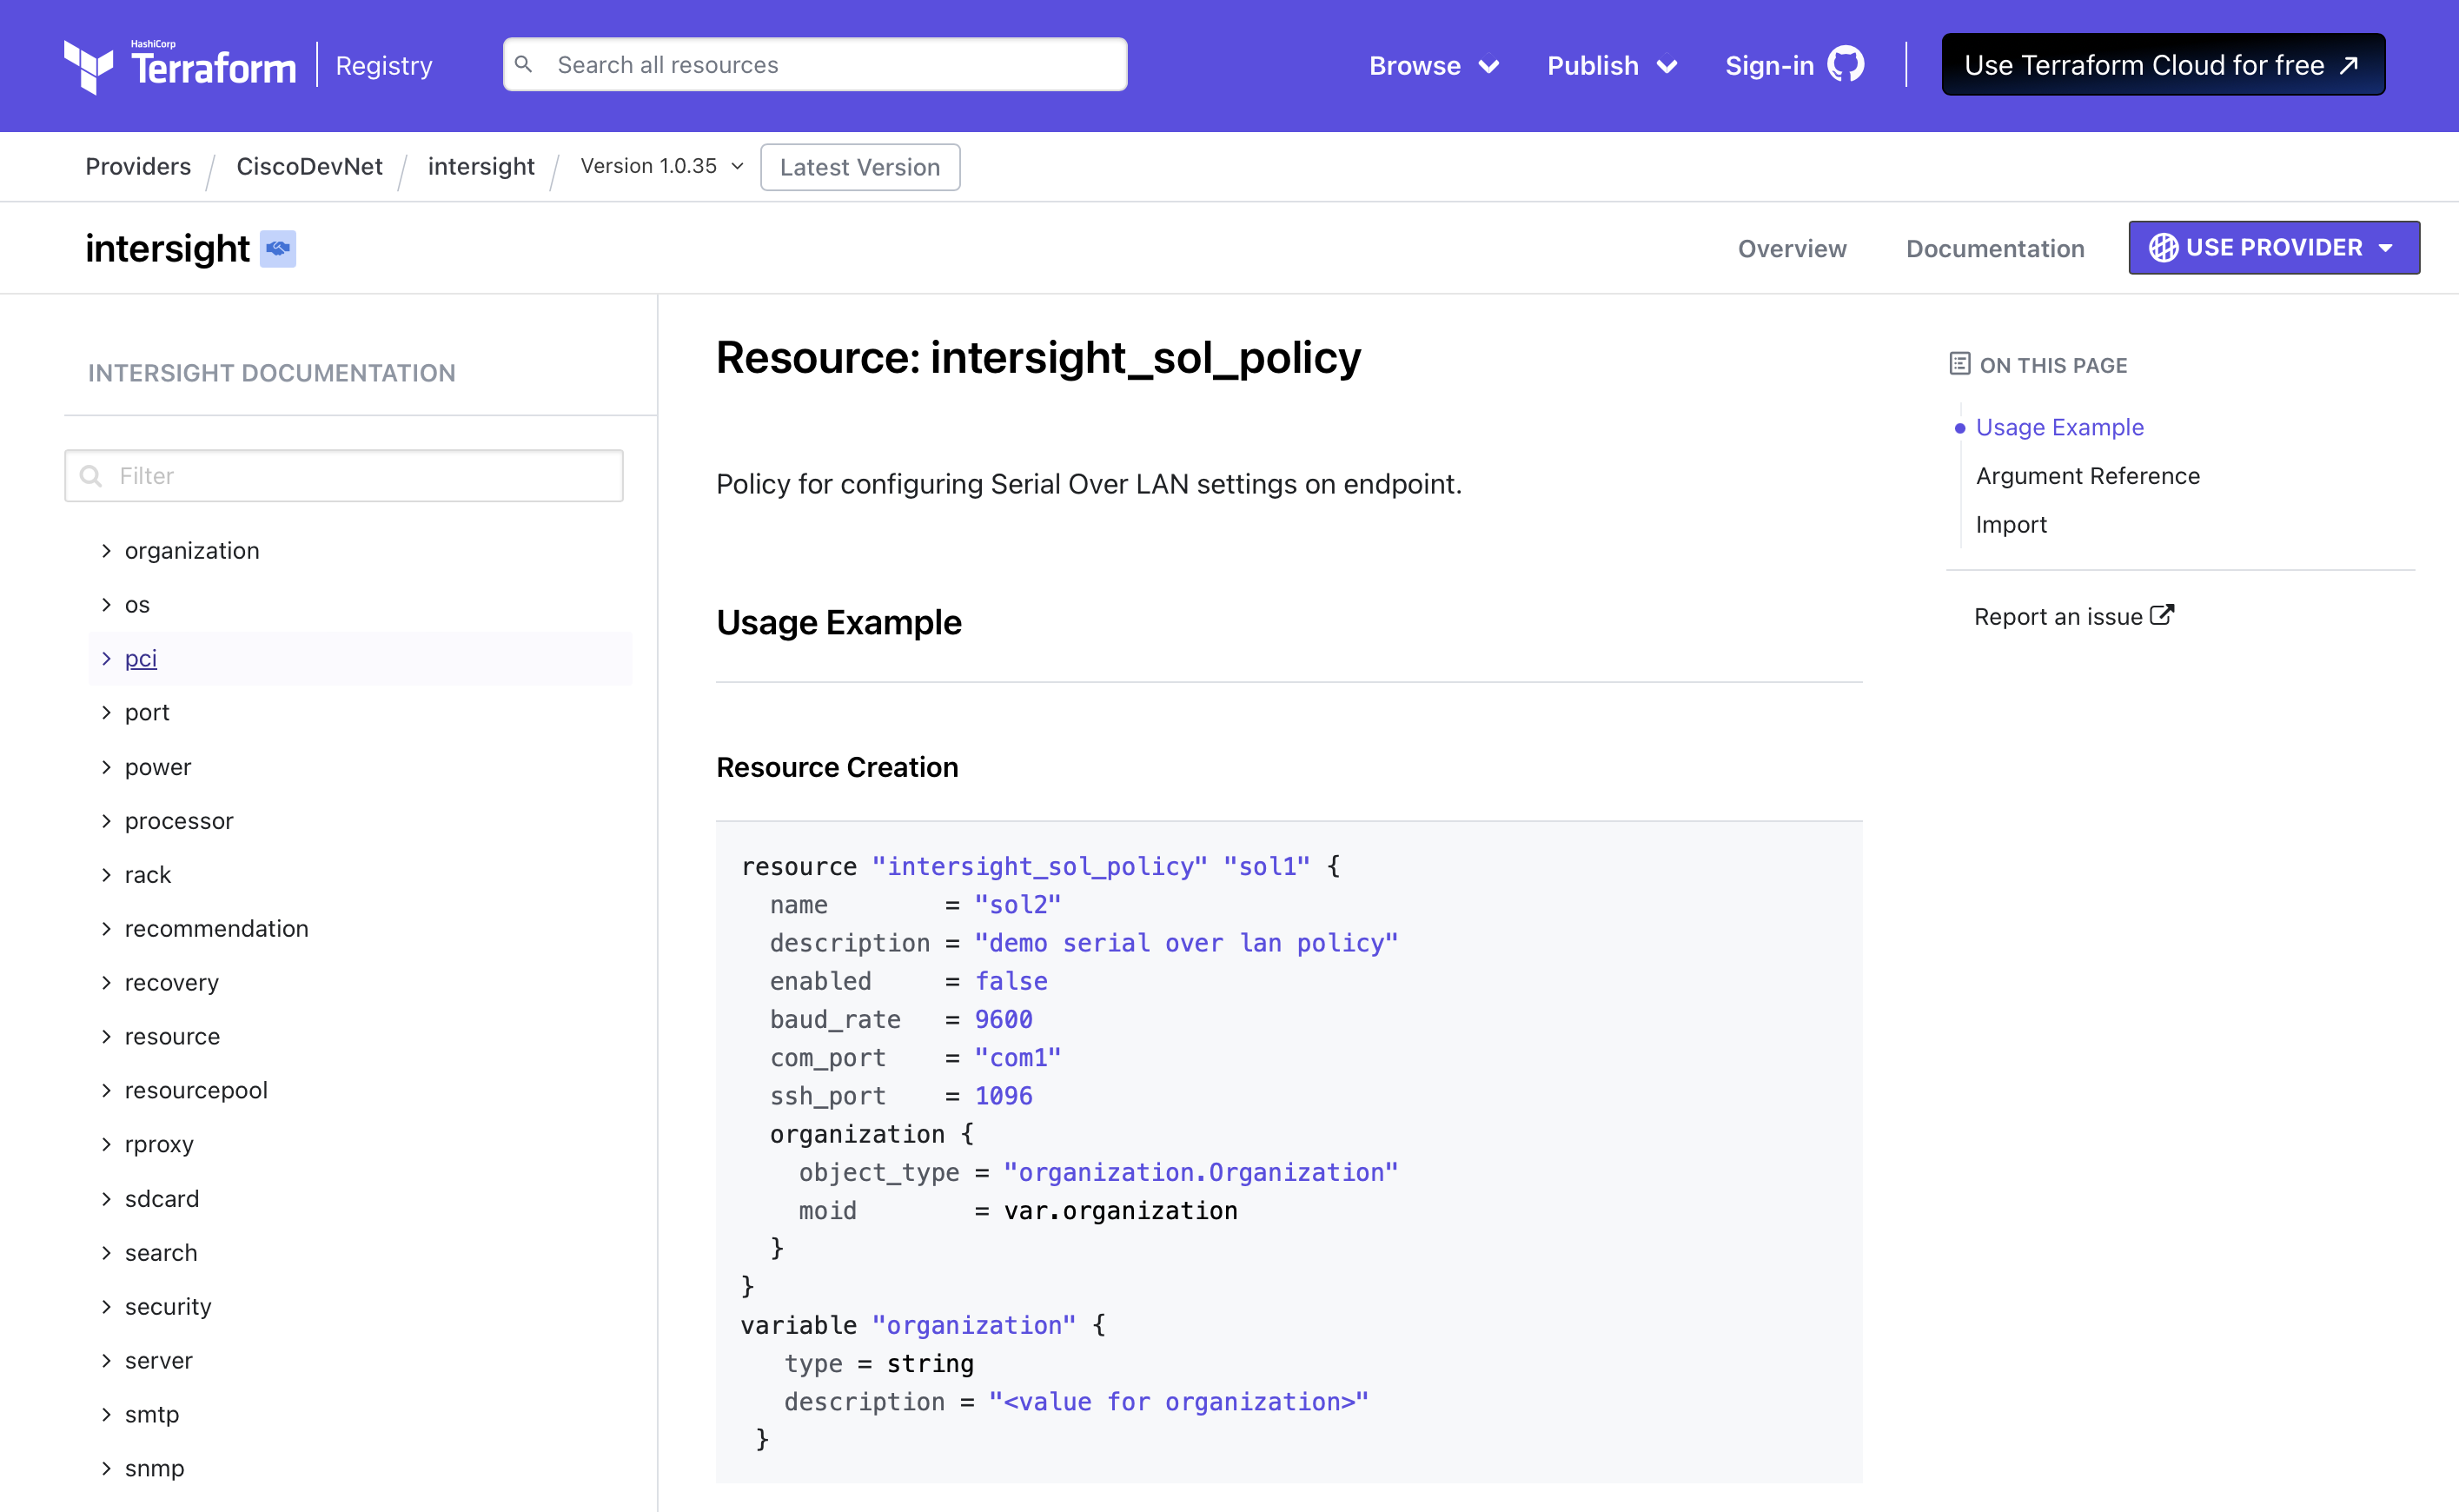 HashiCorp
Terraform Registry
Search all resources
Browse Publish Sign-in Use Terraform Cloud for free
Providers / CiscoDevNet / intersight / Version 1.0.35 Latest Version
intersight
Overview Documentation USE PROVIDER
INTERSIGHT DOCUMENTATION
Filter
organization
os
pci
port
power
processor
rack
recommendation
recovery
resource
resourcepool
rproxy
sdcard
search
security
server
smtp
snmp
Resource: intersight_sol_policy
Policy for configuring Serial Over LAN settings on endpoint.
Usage Example
Resource Creation
resource "intersight_sol_policy" "sol1" {
  name        = "sol2"
  description = "demo serial over lan policy"
  enabled     = false
  baud_rate   = 9600
  com_port    = "com1"
  ssh_port    = 1096
  organization {
    object_type = "organization.Organization"
    moid        = var.organization
  }
}
variable "organization" {
   type = string
   description = "<value for organization>"
 }
ON THIS PAGE
Usage Example
Argument Reference
Import
Report an issue